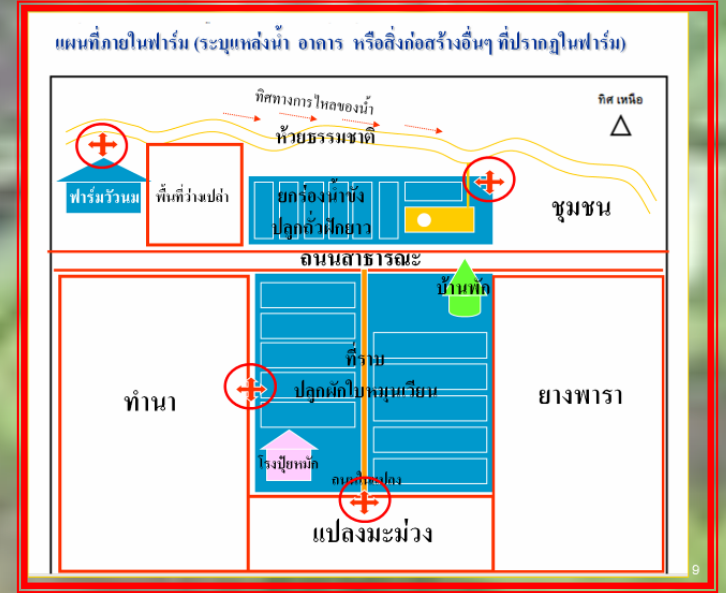 แผนที่ภายในฟาร์ม (ระบุแหล่งน้ำ อาคาร หรือสิ่งก่อสร้างอื่นๆ ที่ปรากฏในฟาร์ม)
ทิศทางการไหลของน้ำ
ทิศ เหนือ
ห้วยธรรมชาติ
ฟาร์มวัวนม
พื้นที่ว่างเปล่า
ยกร่องน้ำขัง
ปลูกถั่วฝักยาว
ชุมชน
ถนนสาธารณะ
บ้านพัก
ที่ราบ
ปลูกผักใบหมุนเวียน
ทำนา
ยางพารา
โรงปุ๋ยหมัก
ถนนในแปลง
แปลงมะม่วง
9